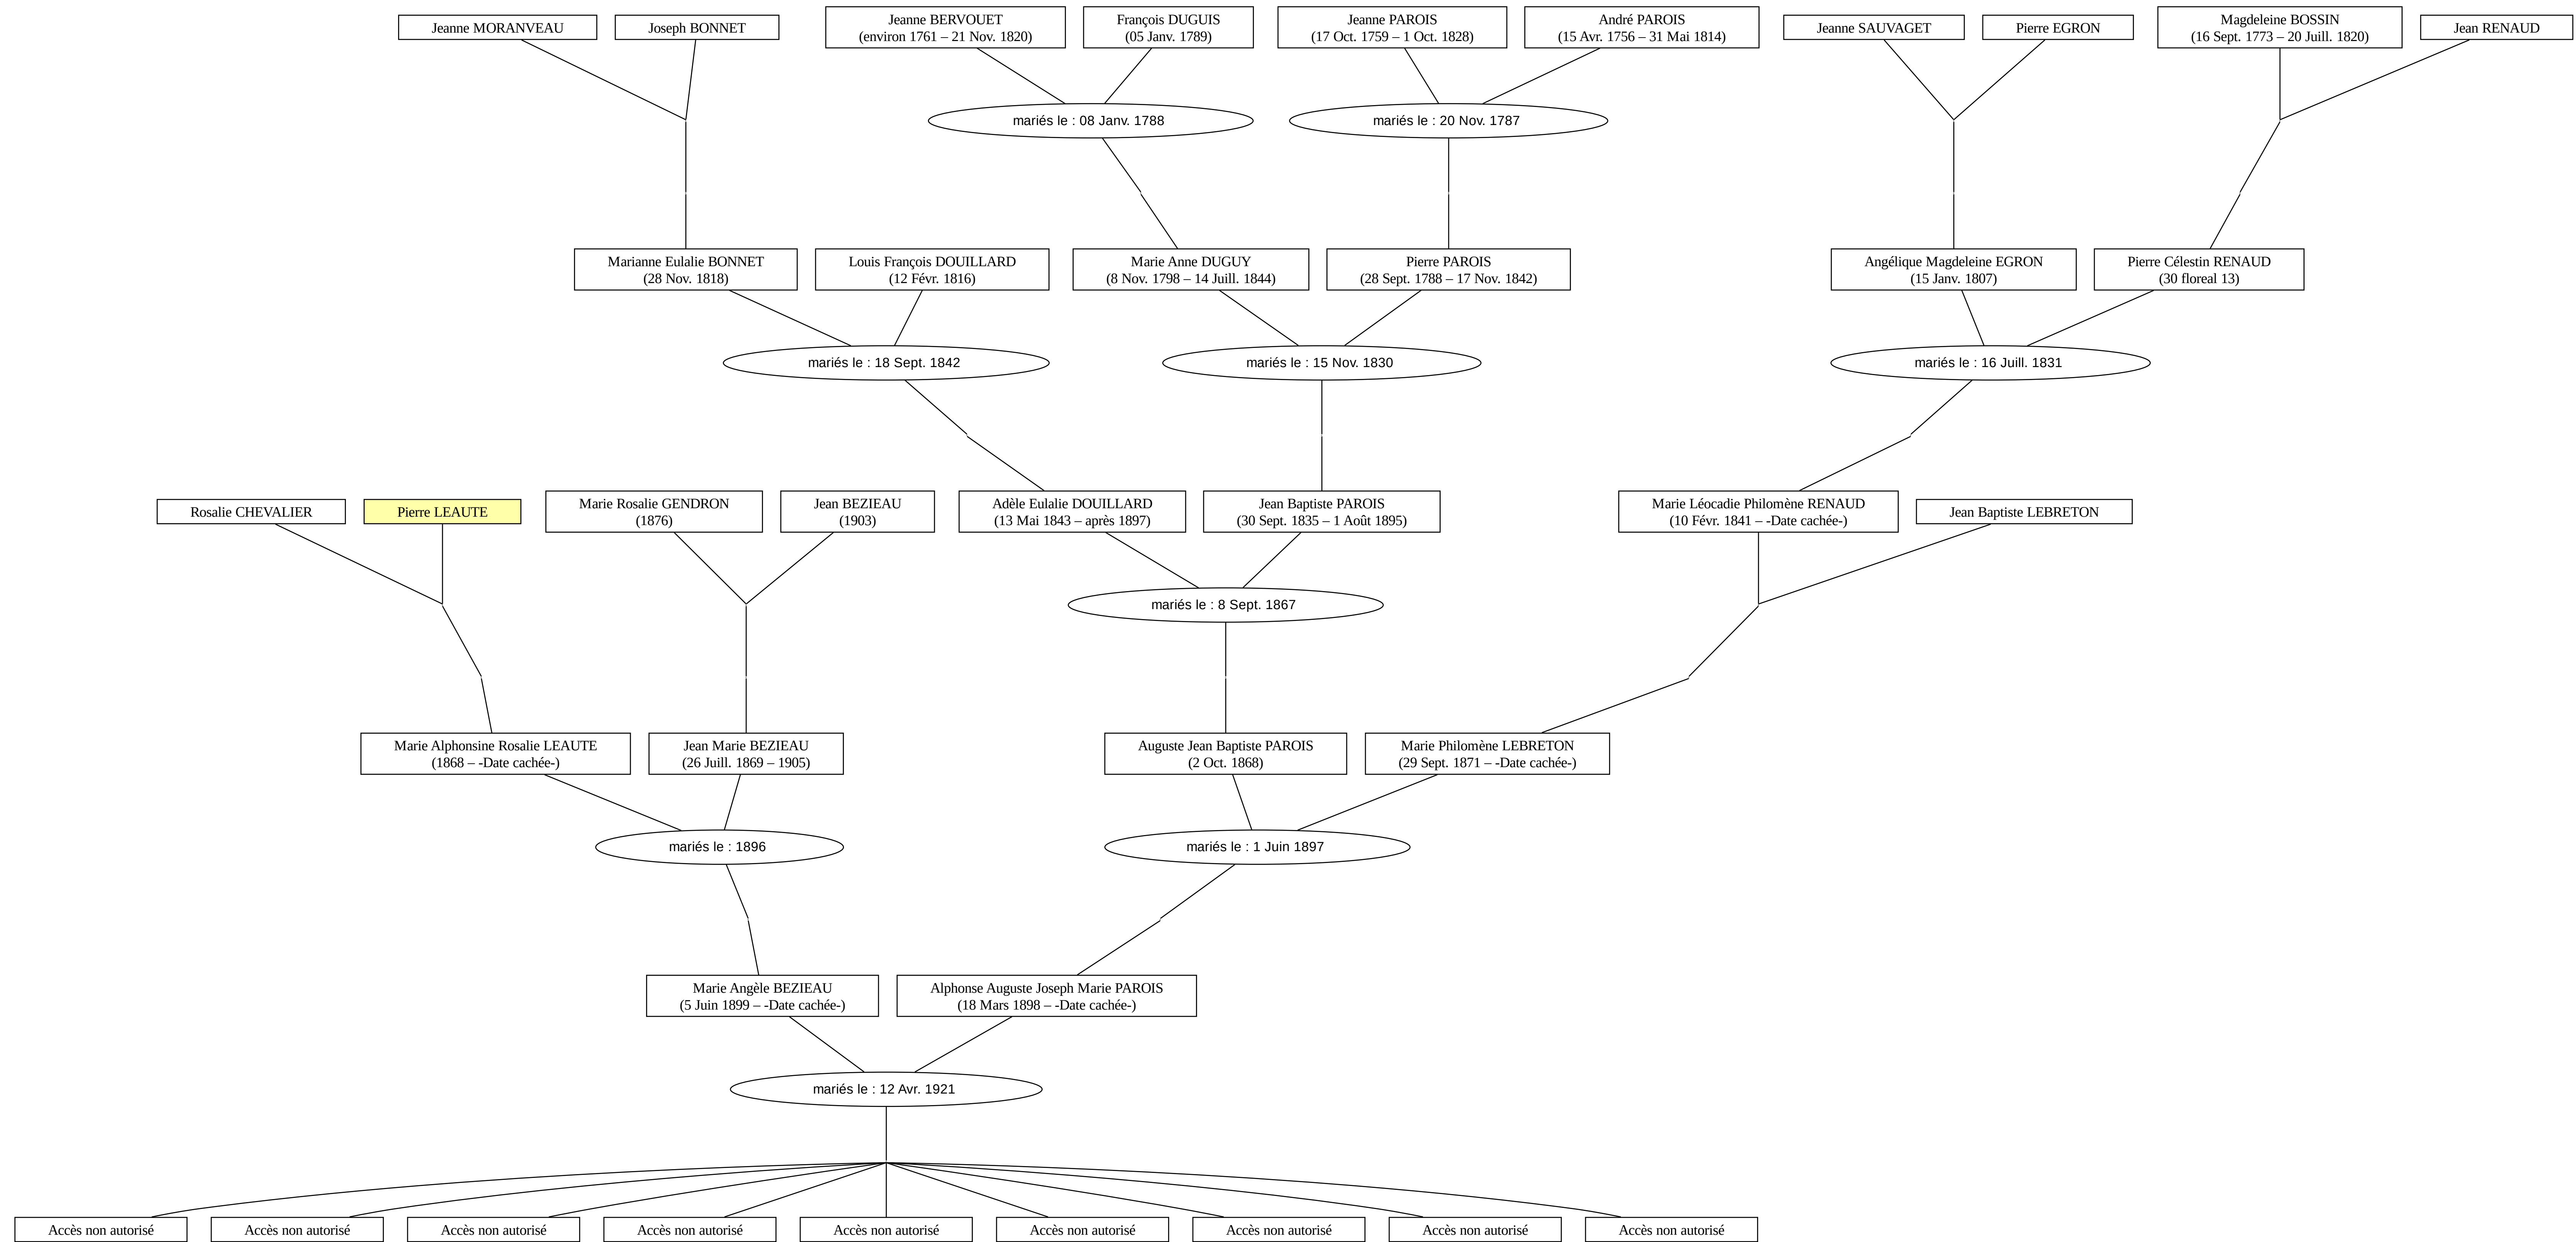 Jeanne MORANVEAU
Joseph BONNET
Jeanne BERVOUET
(environ 1761 – 21 Nov. 1820)
François DUGUIS
(05 Janv. 1789)
Jeanne PAROIS
(17 Oct. 1759 – 1 Oct. 1828)
André PAROIS
(15 Avr. 1756 – 31 Mai 1814)
Jeanne SAUVAGET
Pierre EGRON
Magdeleine BOSSIN
(16 Sept. 1773 – 20 Juill. 1820)
Jean RENAUD
mariés le : 08 Janv. 1788
mariés le : 20 Nov. 1787
Marianne Eulalie BONNET
(28 Nov. 1818)
Louis François DOUILLARD
(12 Févr. 1816)
Marie Anne DUGUY
(8 Nov. 1798 – 14 Juill. 1844)
Pierre PAROIS
(28 Sept. 1788 – 17 Nov. 1842)
Angélique Magdeleine EGRON
(15 Janv. 1807)
Pierre Célestin RENAUD
(30 floreal 13)
mariés le : 18 Sept. 1842
mariés le : 15 Nov. 1830
mariés le : 16 Juill. 1831
Rosalie CHEVALIER
Pierre LEAUTE
Marie Rosalie GENDRON
(1876)
Jean BEZIEAU
(1903)
Adèle Eulalie DOUILLARD
(13 Mai 1843 – après 1897)
Jean Baptiste PAROIS
(30 Sept. 1835 – 1 Août 1895)
Marie Léocadie Philomène RENAUD
(10 Févr. 1841 – -Date cachée-)
Jean Baptiste LEBRETON
mariés le : 8 Sept. 1867
Marie Alphonsine Rosalie LEAUTE
(1868 – -Date cachée-)
Jean Marie BEZIEAU
(26 Juill. 1869 – 1905)
Auguste Jean Baptiste PAROIS
(2 Oct. 1868)
Marie Philomène LEBRETON
(29 Sept. 1871 – -Date cachée-)
mariés le : 1896
mariés le : 1 Juin 1897
Marie Angèle BEZIEAU
(5 Juin 1899 – -Date cachée-)
Alphonse Auguste Joseph Marie PAROIS
(18 Mars 1898 – -Date cachée-)
mariés le : 12 Avr. 1921
Accès non autorisé
Accès non autorisé
Accès non autorisé
Accès non autorisé
Accès non autorisé
Accès non autorisé
Accès non autorisé
Accès non autorisé
Accès non autorisé